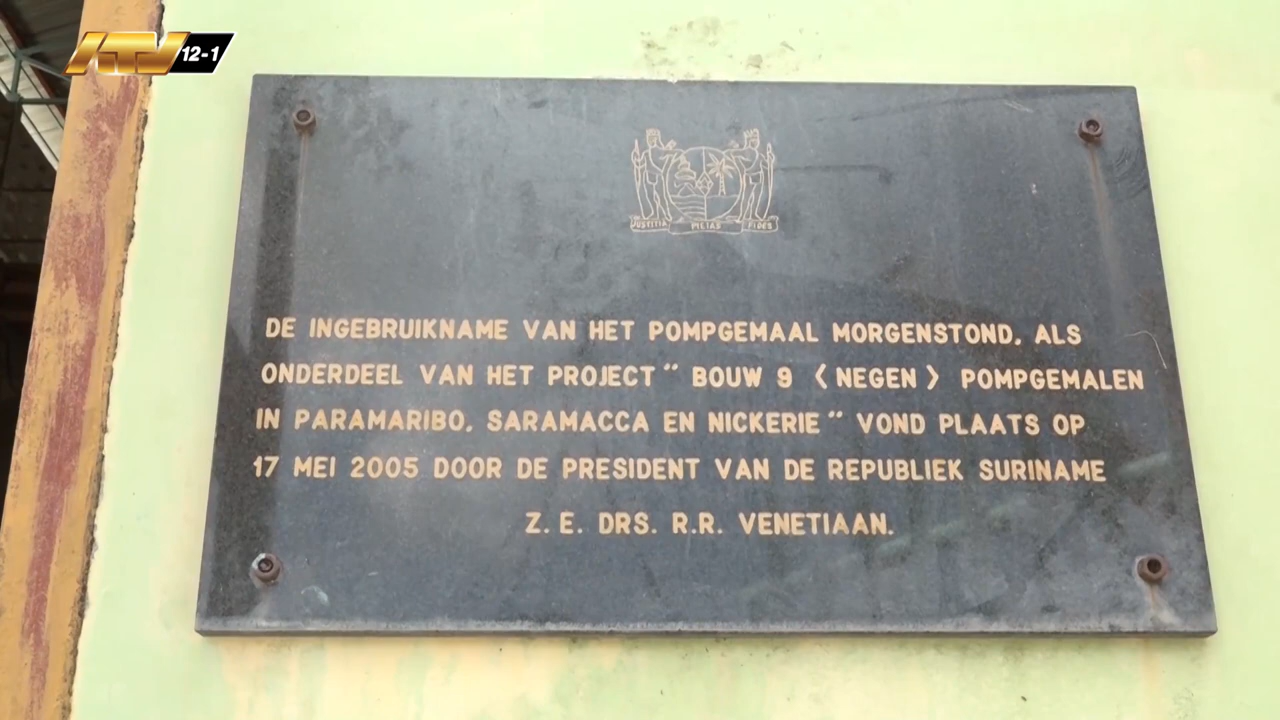 ATV
12-1
JUSTITIA PIETAS FIDES
DE INGEBRUIKNAME VAN HET POMPGEMAAL MORGENSTOND. ALS
ONDERDEEL VAN HET PROJECT " BOUW 9 ( NEGEN ) POMPGEMALEN
IN PARAMARIBO. SARAMACCA EN NICKERIE " VOND PLAATS OP
17 MEI 2005 DOOR DE PRESIDENT VAN DE REPUBLIEK SURINAME
Z. E. DRS. R.R. VENETIAAN.